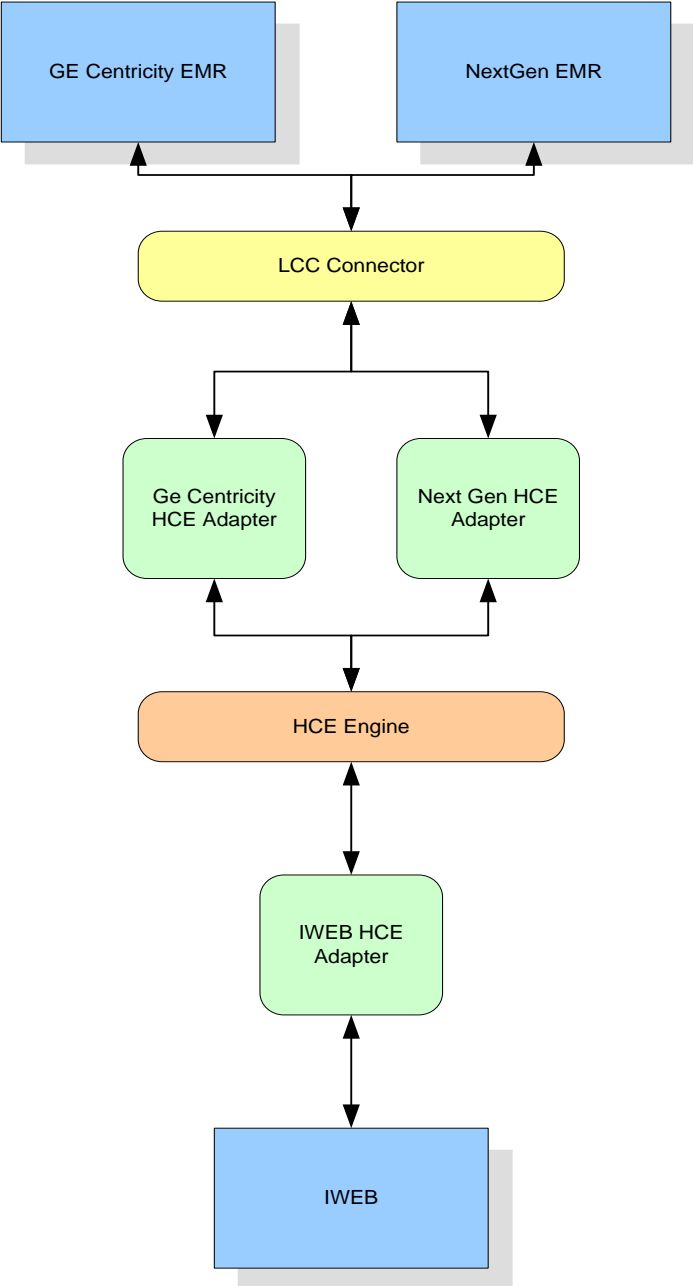 GE Centricity EMR
NextGen EMR
LCC Connector
Ge Centricity
HCE Adapter
Next Gen HCE
Adapter
HCE Engine
IWEB HCE
Adapter
IWEB